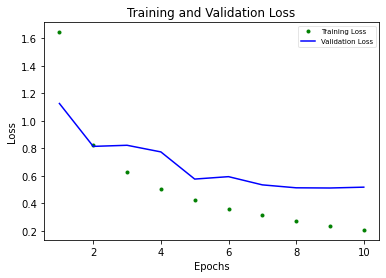 Training and Validation Loss
Training Loss
Validation Loss
1.6
1.4
1.2
1.0
0.8
0.6
0.4
0.2
Loss
2 4 6 8 10
Epochs